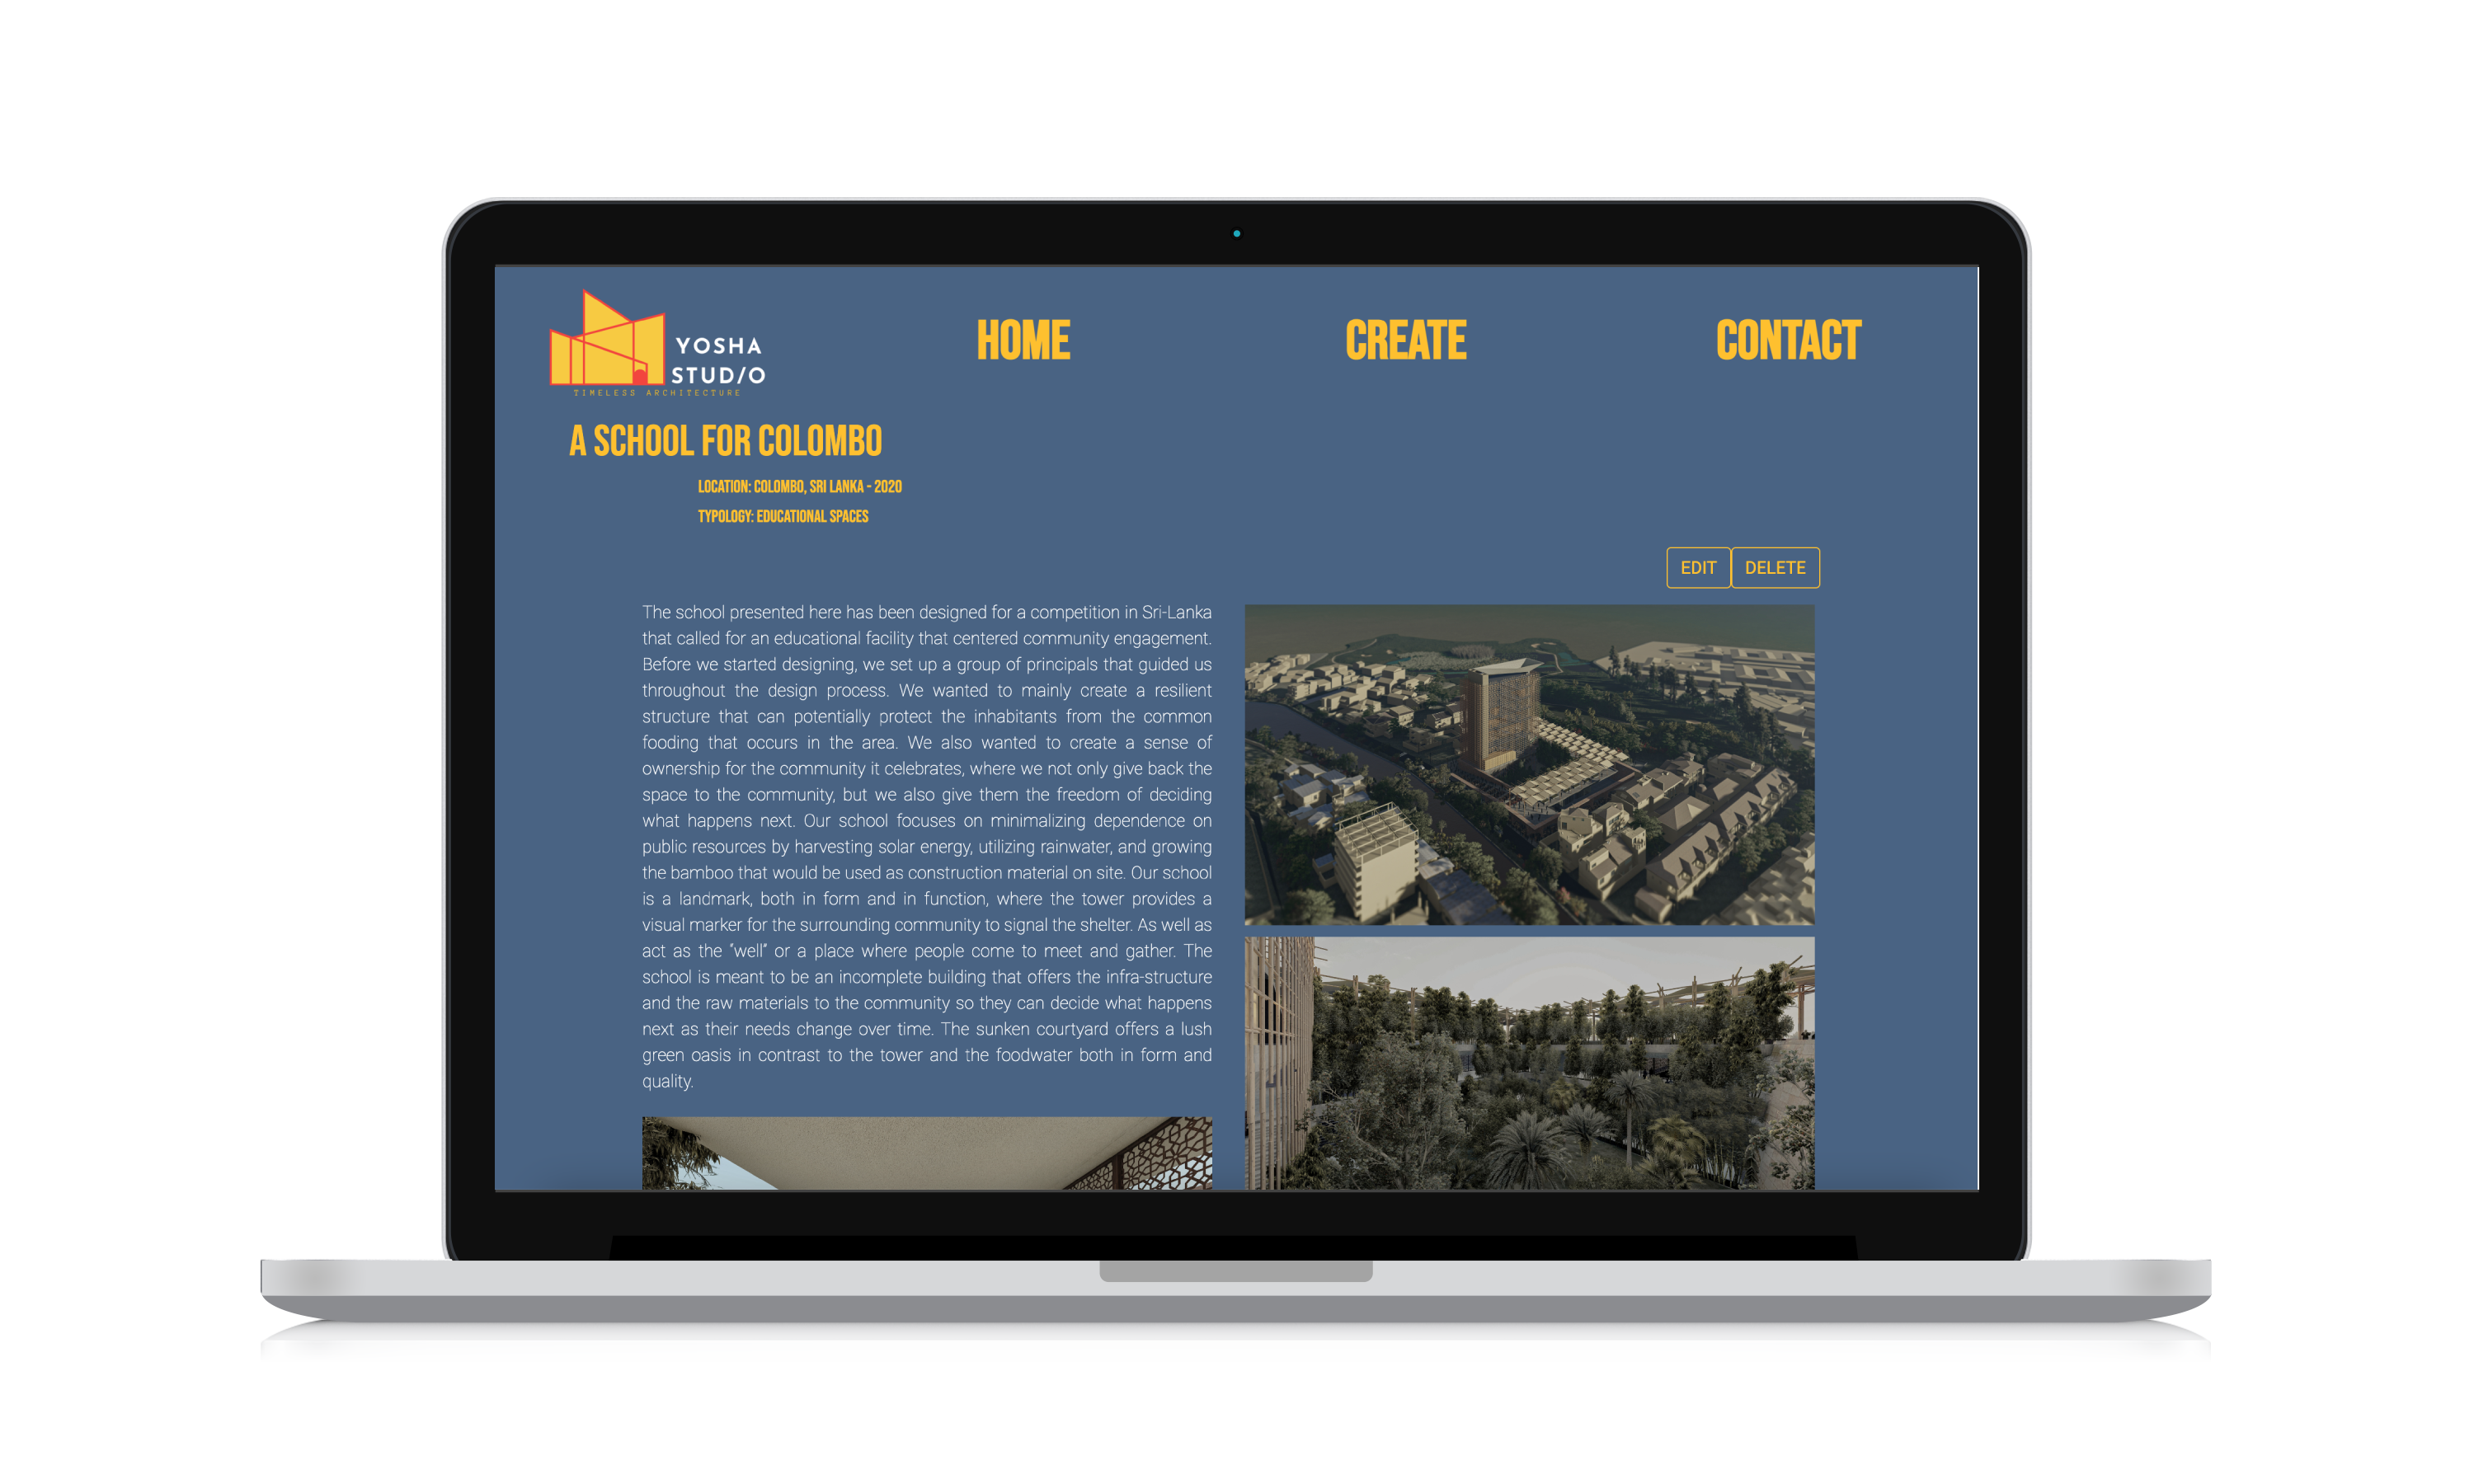 YOSHA
STUD/O
TIMELESS ARCHITECTURE
HOME
CREATE
CONTACT
A SCHOOL FOR COLOMBO
LOCATION: COLOMBO, SRI LANKA - 2020
TYPOLOGY: EDUCATIONAL SPACES
EDIT
DELETE
The school presented here has been designed for a competition in Sri-Lanka
that called for an educational facility that centered community engagement.
Before we started designing, we set up a group of principals that guided us
throughout the design process. We wanted to mainly create a resilient
structure that can potentially protect the inhabitants from the common
fooding that occurs in the area. We also wanted to create a sense of
ownership for the community it celebrates, where we not only give back the
space to the community, but we also give them the freedom of deciding
what happens next. Our school focuses on minimalizing dependence on
public resources by harvesting solar energy, utilizing rainwater, and growing
the bamboo that would be used as construction material on site. Our school
is a landmark, both in form and in function, where the tower provides a
visual marker for the surrounding community to signal the shelter. As well as
act as the "well" or a place where people come to meet and gather. The
school is meant to be an incomplete building that offers the infra-structure
and the raw materials to the community so they can decide what happens
next as their needs change over time. The sunken courtyard offers a lush
green oasis in contrast to the tower and the foodwater both in form and
quality.